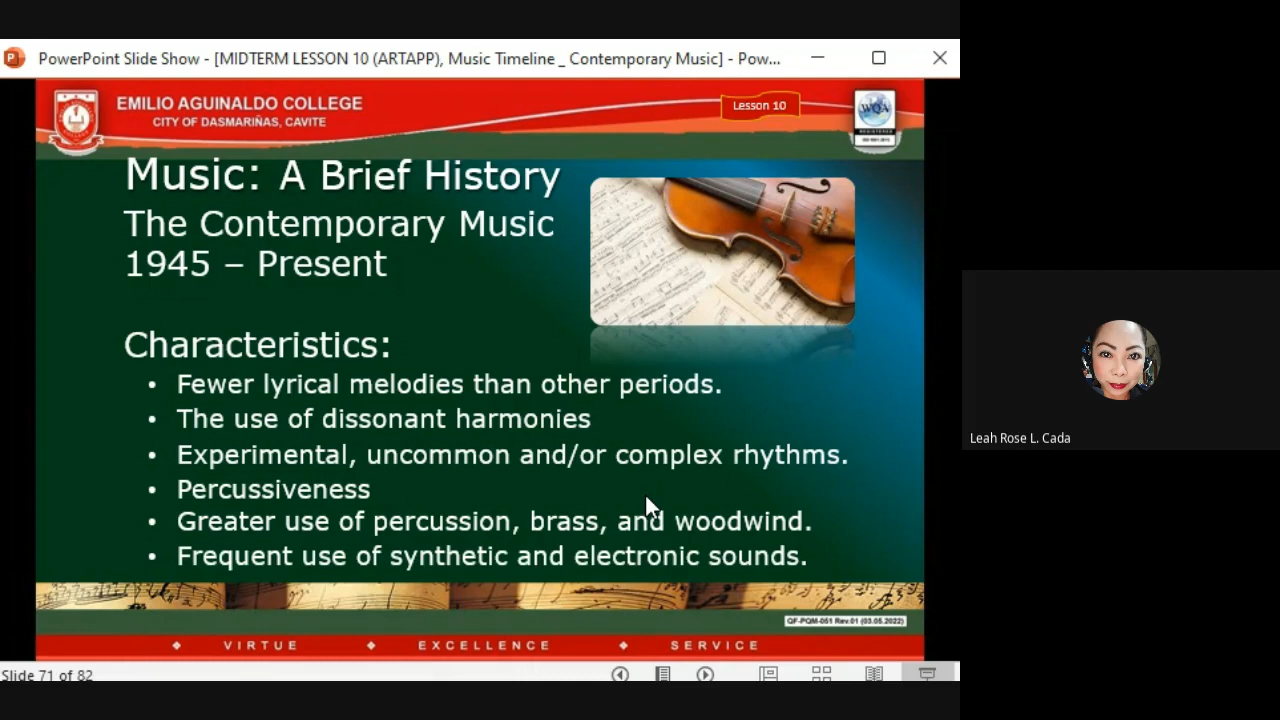 PowerPoint Slide Show - [MIDTERM LESSON 10 (ARTAPP), Music Timeline _ Contemporary Music] - Pow...
EMILIO AGUINALDO COLLEGE
CITY OF DASMARIÑAS, CAVITE
Lesson 10
WQA
REGISTERED
Music: A Brief History
The Contemporary Music
1945 – Present
Characteristics:
• Fewer lyrical melodies than other periods.
• The use of dissonant harmonies
• Experimental, uncommon and/or complex rhythms.
• Percussiveness
• Greater use of percussion, brass, and woodwind.
• Frequent use of synthetic and electronic sounds.
Leah Rose L. Cada
QF-PQM-051 Rev.01 (03.05.2022)
VIRTUE EXCELLENCE SERVICE
Slide 71 of 82